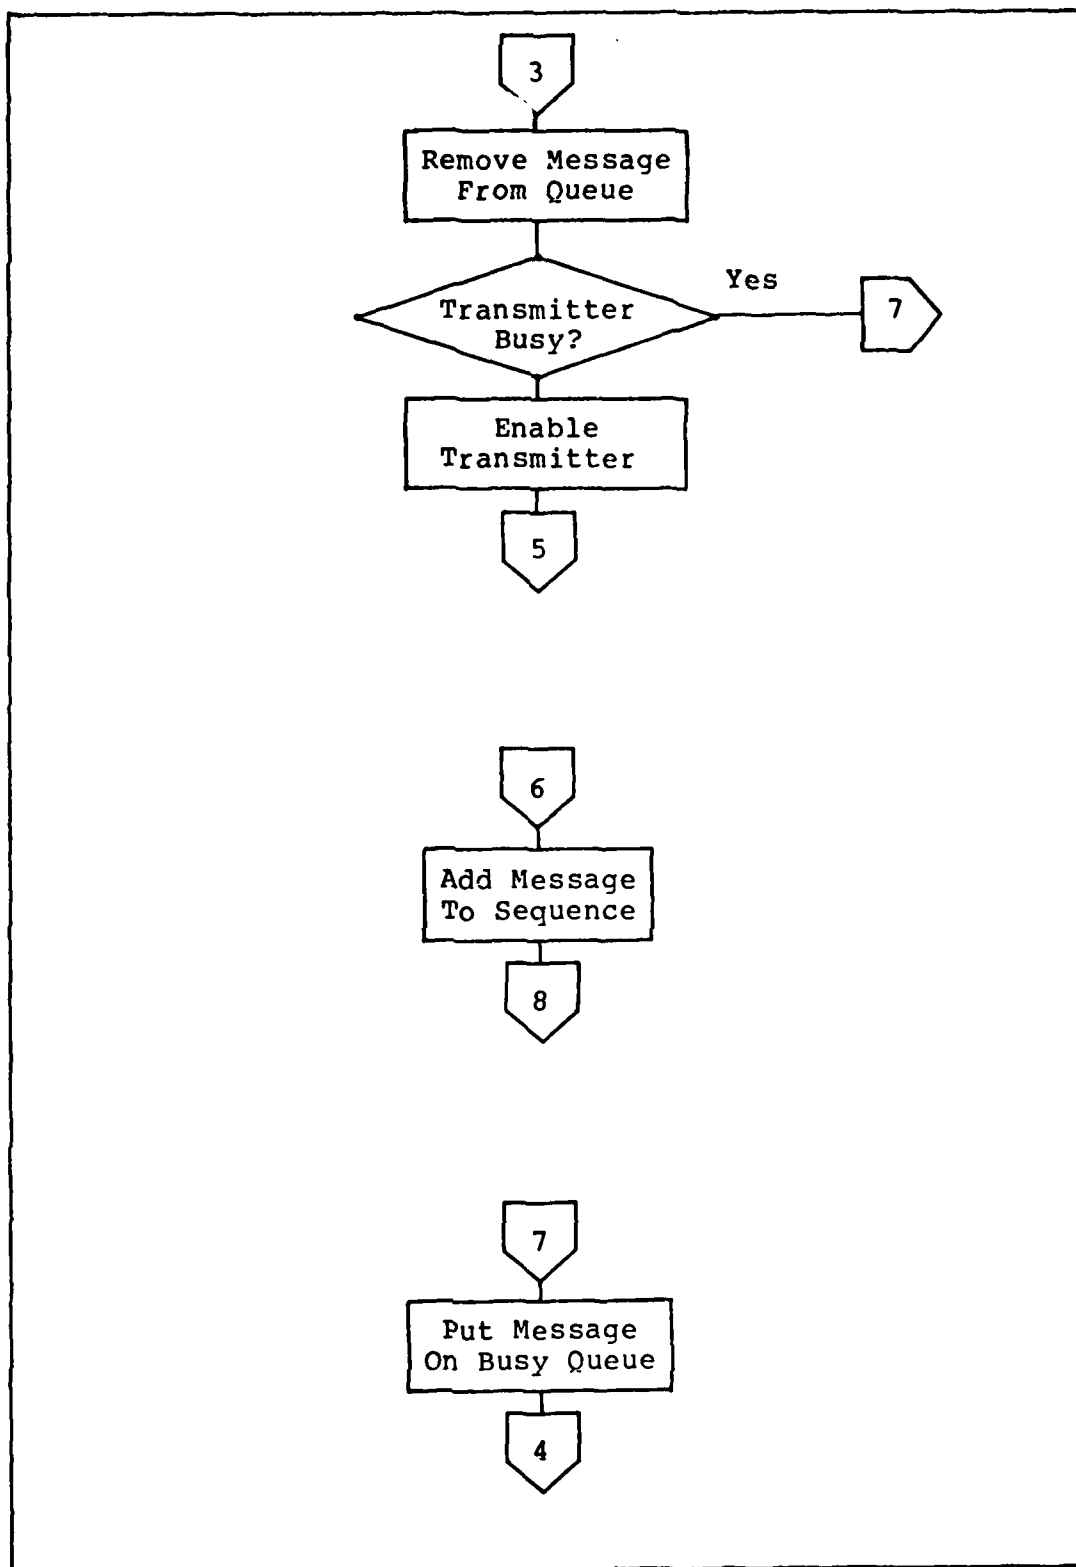 3
Remove Message
From Queue
Transmitter
Busy?
Yes
7
Enable
Transmitter
5
6
Add Message
To Sequence
8
7
Put Message
On Busy Queue
4